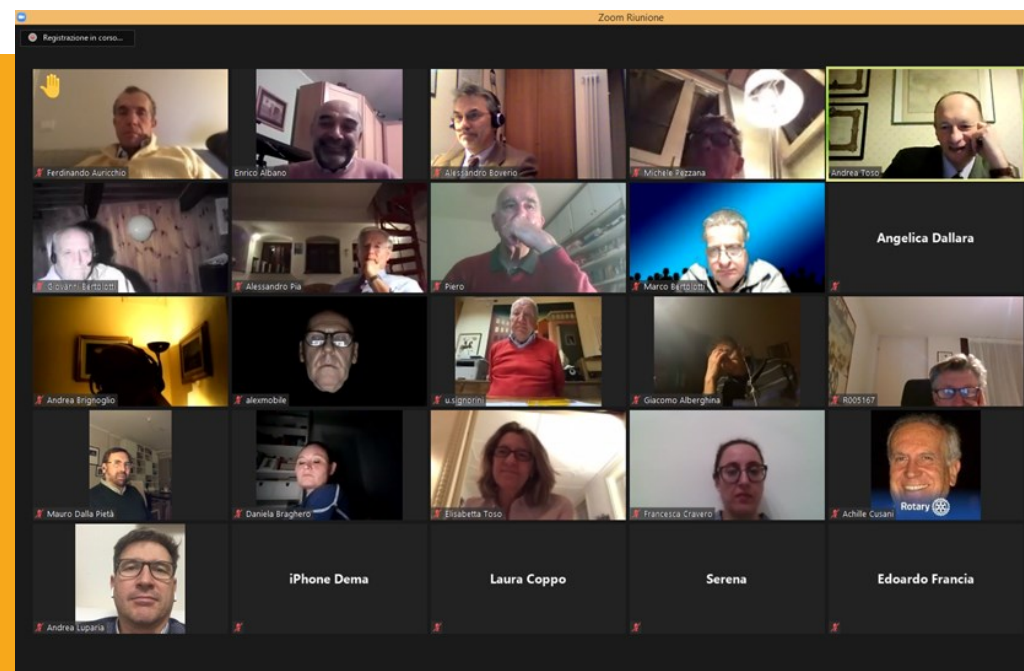 Zoom Riunione
Registrazione in corso...
Ferdinando Auricchio
Enrico Albano
Alessandro Boverio
Michele Pezzana
Andrea Toso
Giovanni Bertolotti
Alessandro Pia
Piero
Marco Bertolotti
Angelica Dallara
Andrea Brignoglio
alexmobile
u.signorini
Giacomo Alberghina
R005167
Mauro Dalla Pietà
Daniela Braghero
Elisabetta Toso
Francesca Cravero
Achille Cusani
Rotary
Andrea Luparia
iPhone Dema
Laura Coppo
Serena
Edoardo Francia